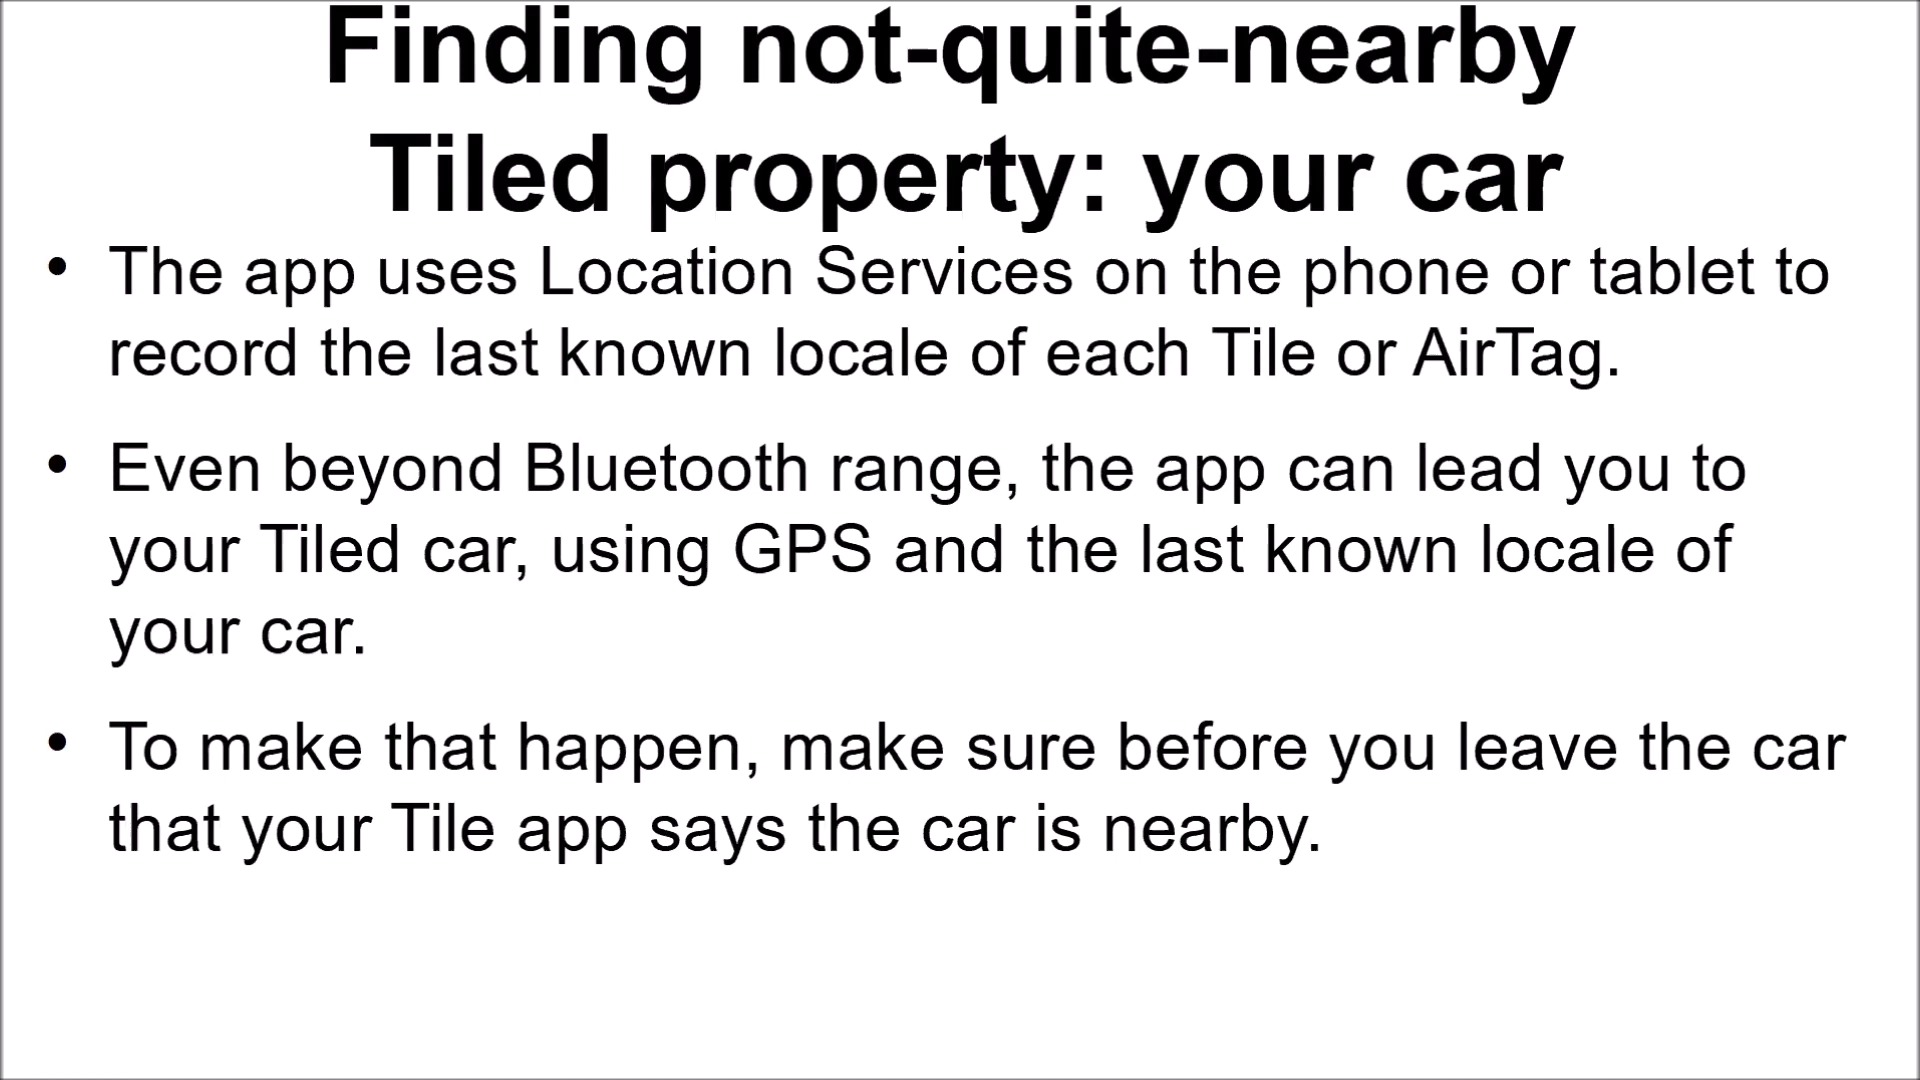 Finding not-quite-nearby
Tiled property: your car
• The app uses Location Services on the phone or tablet to
record the last known locale of each Tile or AirTag.
• Even beyond Bluetooth range, the app can lead you to
your Tiled car, using GPS and the last known locale of
your car.
• To make that happen, make sure before you leave the car
that your Tile app says the car is nearby.